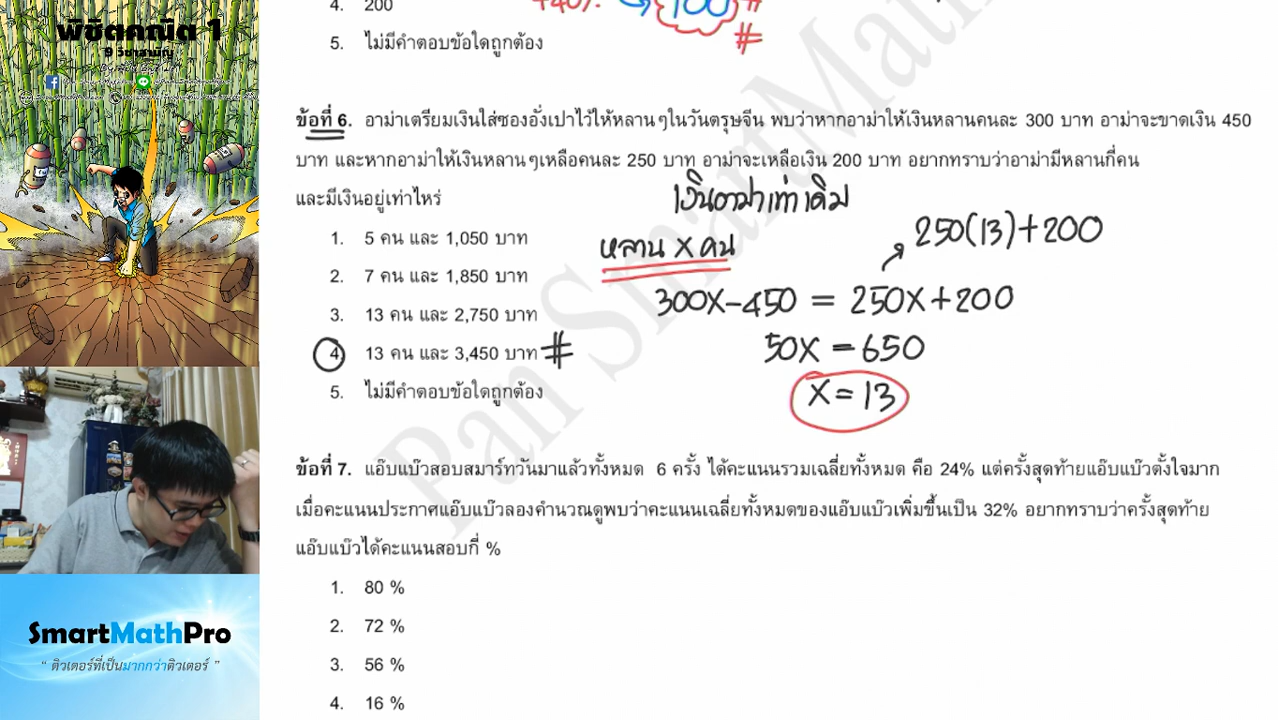 พิชิตคณิต 1
9 วิชาสามัญ
SmartMathPro
“ ติวเตอร์ที่เป็นมากกว่าติวเตอร์ ”
4. 200
100 #
#
5. ไม่มีคำตอบข้อใดถูกต้อง
ข้อที่ 6. อาม่าเตรียมเงินใส่ซองอั่งเปาไว้ให้หลานๆในวันตรุษจีน พบว่าหากอาม่าให้เงินหลานคนละ 300 บาท อาม่าจะขาดเงิน 450
บาท และหากอาม่าให้เงินหลานๆเหลือคนละ 250 บาท อาม่าจะเหลือเงิน 200 บาท อยากทราบว่าอาม่ามีหลานกี่คน
และมีเงินอยู่เท่าไหร่
เงินอาม่าเท่าเดิม
1. 5 คน และ 1,050 บาท
หลาน x คน
250(13)+200
2. 7 คน และ 1,850 บาท
300x-450 = 250x+200
3. 13 คน และ 2,750 บาท
50x = 650
4. 13 คน และ 3,450 บาท #
x = 13
5. ไม่มีคำตอบข้อใดถูกต้อง
ข้อที่ 7. แอ๊บแบ๊วสอบสมาร์ทวันมาแล้วทั้งหมด 6 ครั้ง ได้คะแนนรวมเฉลี่ยทั้งหมด คือ 24% แต่ครั้งสุดท้ายแอ๊บแบ๊วตั้งใจมาก
เมื่อคะแนนประกาศแอ๊บแบ๊วลองคำนวณดูพบว่าคะแนนเฉลี่ยทั้งหมดของแอ๊บแบ๊วเพิ่มขึ้นเป็น 32% อยากทราบว่าครั้งสุดท้าย
แอ๊บแบ๊วได้คะแนนสอบกี่ %
1. 80 %
2. 72 %
3. 56 %
4. 16 %
Pan SmartMath